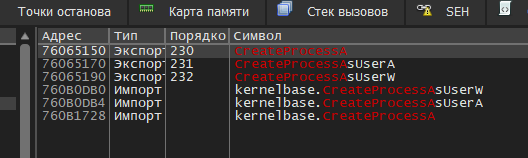 Точки останова Карта памяти Стек вызовов SEH
Адрес Тип Порядко Символ
76065150 Экспорт 230 CreateProcessA
76065170 Экспорт 231 CreateProcessAsUserA
76065190 Экспорт 232 CreateProcessAsUserW
760B0DB0 Импорт kernelbase.CreateProcessAsUserW
760B0DB4 Импорт kernelbase.CreateProcessAsUserA
760B1728 Импорт kernelbase.CreateProcessA